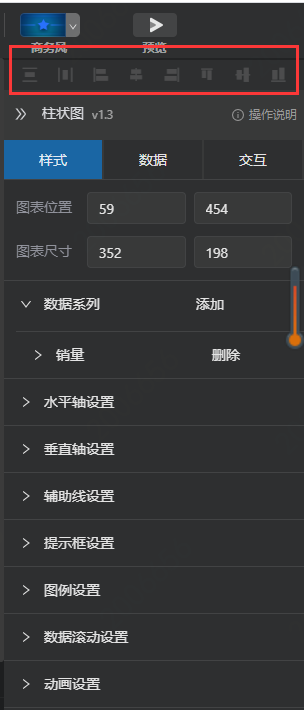 商务风 预览
柱状图 v1.3 操作说明
样式 数据 交互
图表位置 59 454
图表尺寸 352 198
数据系列 添加
销量 删除
水平轴设置
垂直轴设置
辅助线设置
提示框设置
图例设置
数据滚动设置
动画设置